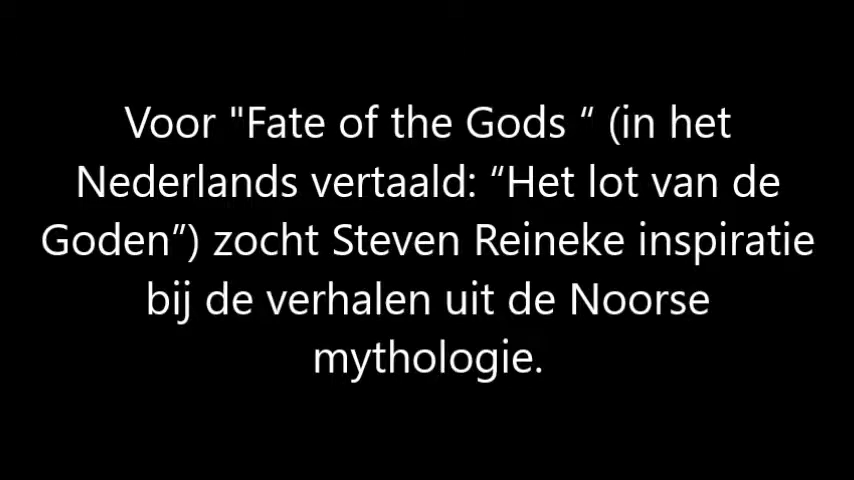 Voor "Fate of the Gods “ (in het
Nederlands vertaald: “Het lot van de
Goden”) zocht Steven Reineke inspiratie
bij de verhalen uit de Noorse
mythologie.